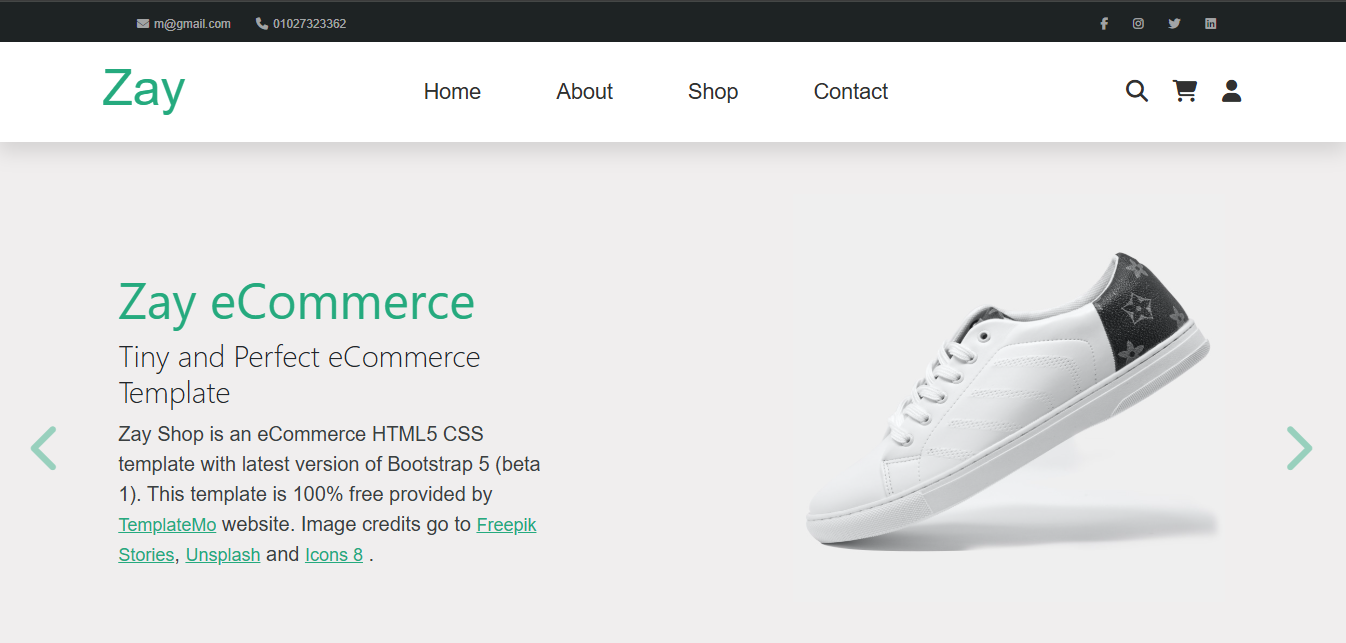 m@gmail.com 01027323362
Zay Home About Shop Contact
Zay eCommerce
Tiny and Perfect eCommerce
Template
Zay Shop is an eCommerce HTML5 CSS
template with latest version of Bootstrap 5 (beta
1). This template is 100% free provided by
TemplateMo website. Image credits go to Freepik
Stories, Unsplash and Icons 8 .